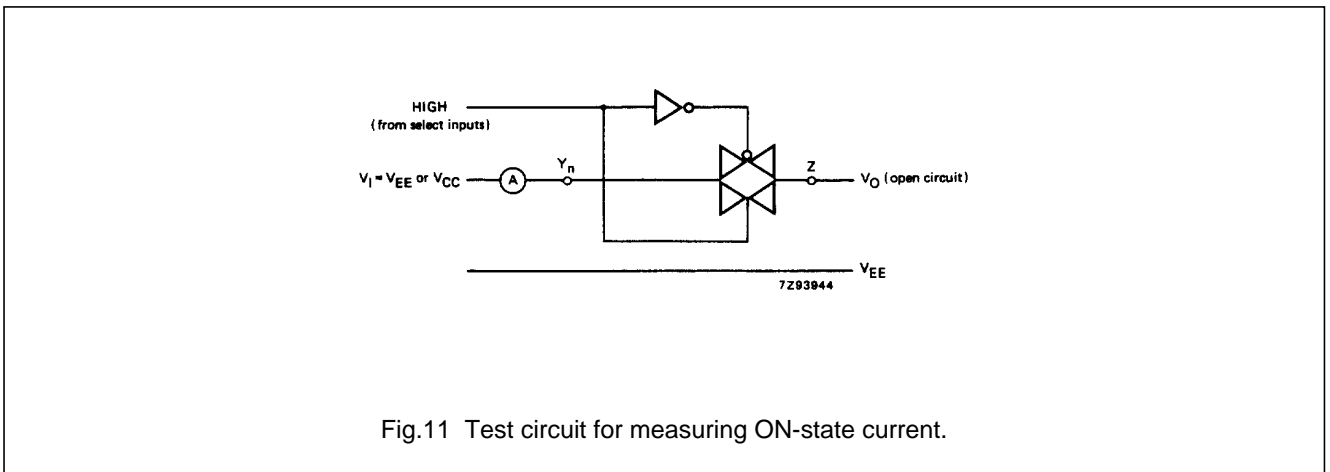 HIGH
(from select inputs)
V_I = V_EE or V_CC
A
Y_n
Z
V_O (open circuit)
V_EE
7Z93944
Fig.11 Test circuit for measuring ON-state current.